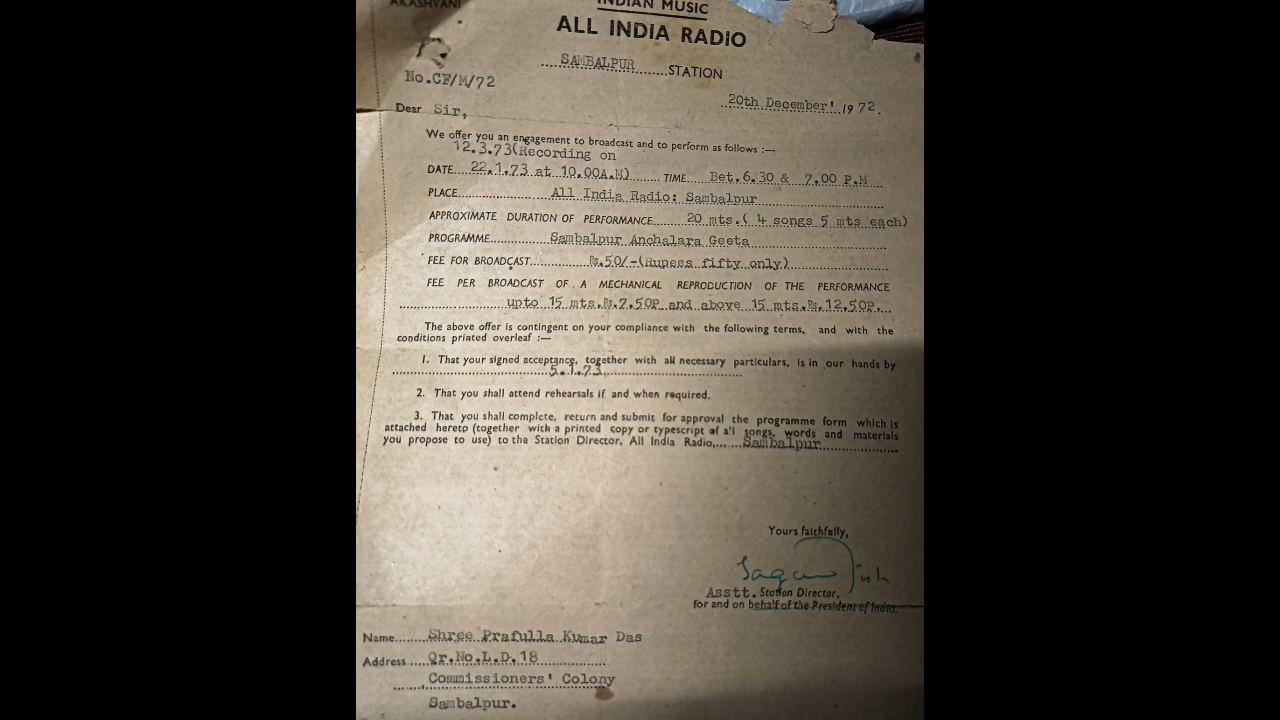 AKASHVANI
INDIAN MUSIC
ALL INDIA RADIO
SAMBALPUR STATION
No.CF/M/72
20th December' 1972.
Dear Sir,
We offer you an engagement to broadcast and to perform as follows :—
12.3.73(Recording on
DATE 22.1.73 at 10.00A.M) TIME Bet.6.30 & 7.00 P.M
PLACE All India Radio: Sambalpur
APPROXIMATE DURATION OF PERFORMANCE 20 mts.( 4 songs 5 mts each)
PROGRAMME Sambalpur Anchalara Geeta
FEE FOR BROADCAST Rs.50/-(Rupees fifty only)
FEE PER BROADCAST OF A MECHANICAL REPRODUCTION OF THE PERFORMANCE
upto 15 mts.Rs.7.50P and above 15 mts.Rs.12.50P.
The above offer is contingent on your compliance with the following terms, and with the
conditions printed overleaf :—
1. That your signed acceptance, together with all necessary particulars, is in our hands by
5.1.73
2. That you shall attend rehearsals if and when required.
3. That you shall complete, return and submit for approval the programme form which is
attached hereto (together with a printed copy or typescript of all songs, words and materials
you propose to use) to the Station Director, All India Radio, Sambalpur
Yours faithfully,
Asstt. Station Director,
for and on behalf of the President of India.
Name Shree Prafulla Kumar Das
Address Qr.No.L.D.18
Commissioners' Colony
Sambalpur.